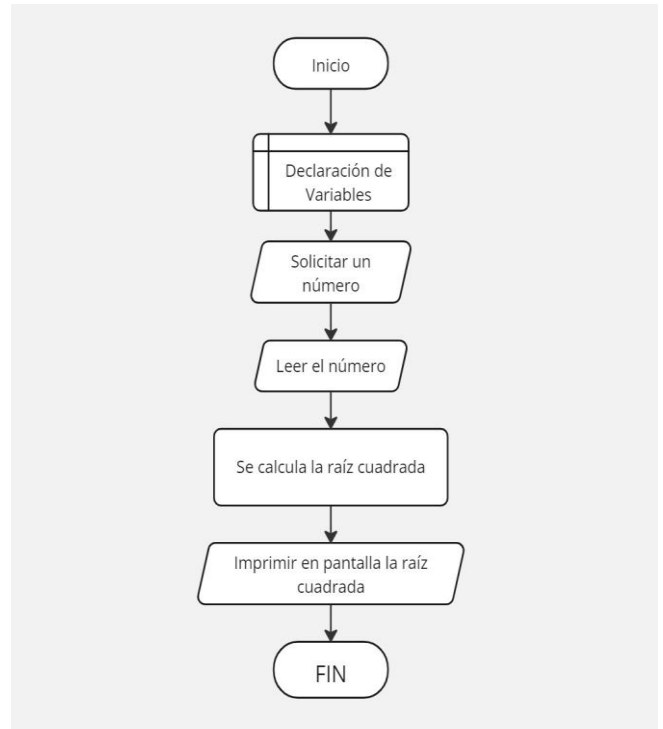 Inicio
Declaración de
Variables
Solicitar un
número
Leer el número
Se calcula la raíz cuadrada
Imprimir en pantalla la raíz
cuadrada
FIN